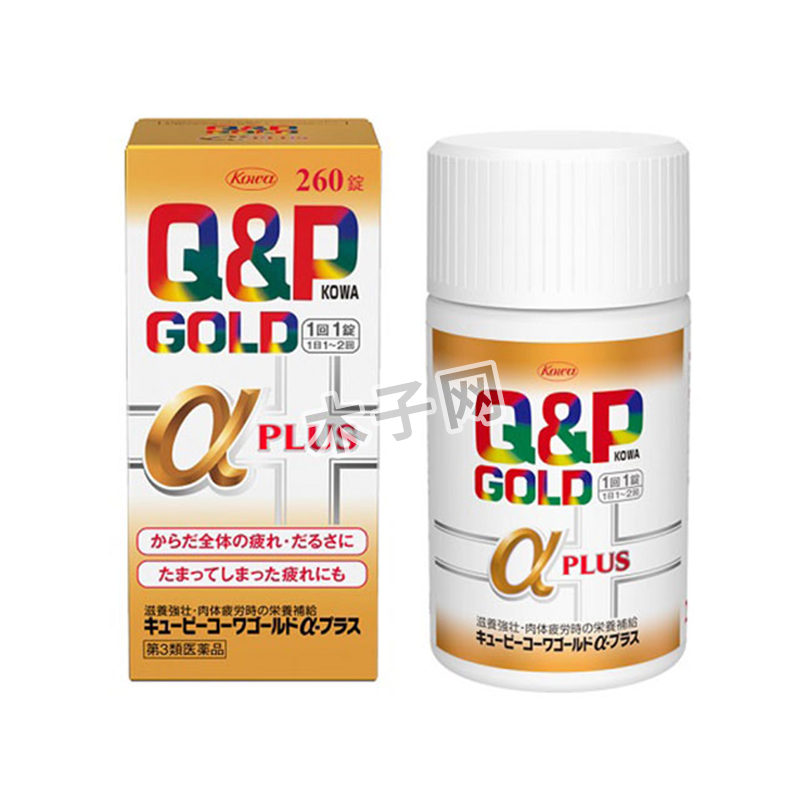 Kowa 260錠
Q&P
KOWA
GOLD
1回1錠
1日1~2回
α PLUS
からだ全体の疲れ・だるさに
たまってしまった疲れにも
滋養強壮・肉体疲労時の栄養補給
キューピーコーワゴールドα-プラス
第3類医薬品
Kowa
Q&P
KOWA
GOLD
1回1錠
1日1~2回
α PLUS
滋養強壮・肉体疲労時の栄養補給
キューピーコーワゴールドα-プラス
木子网